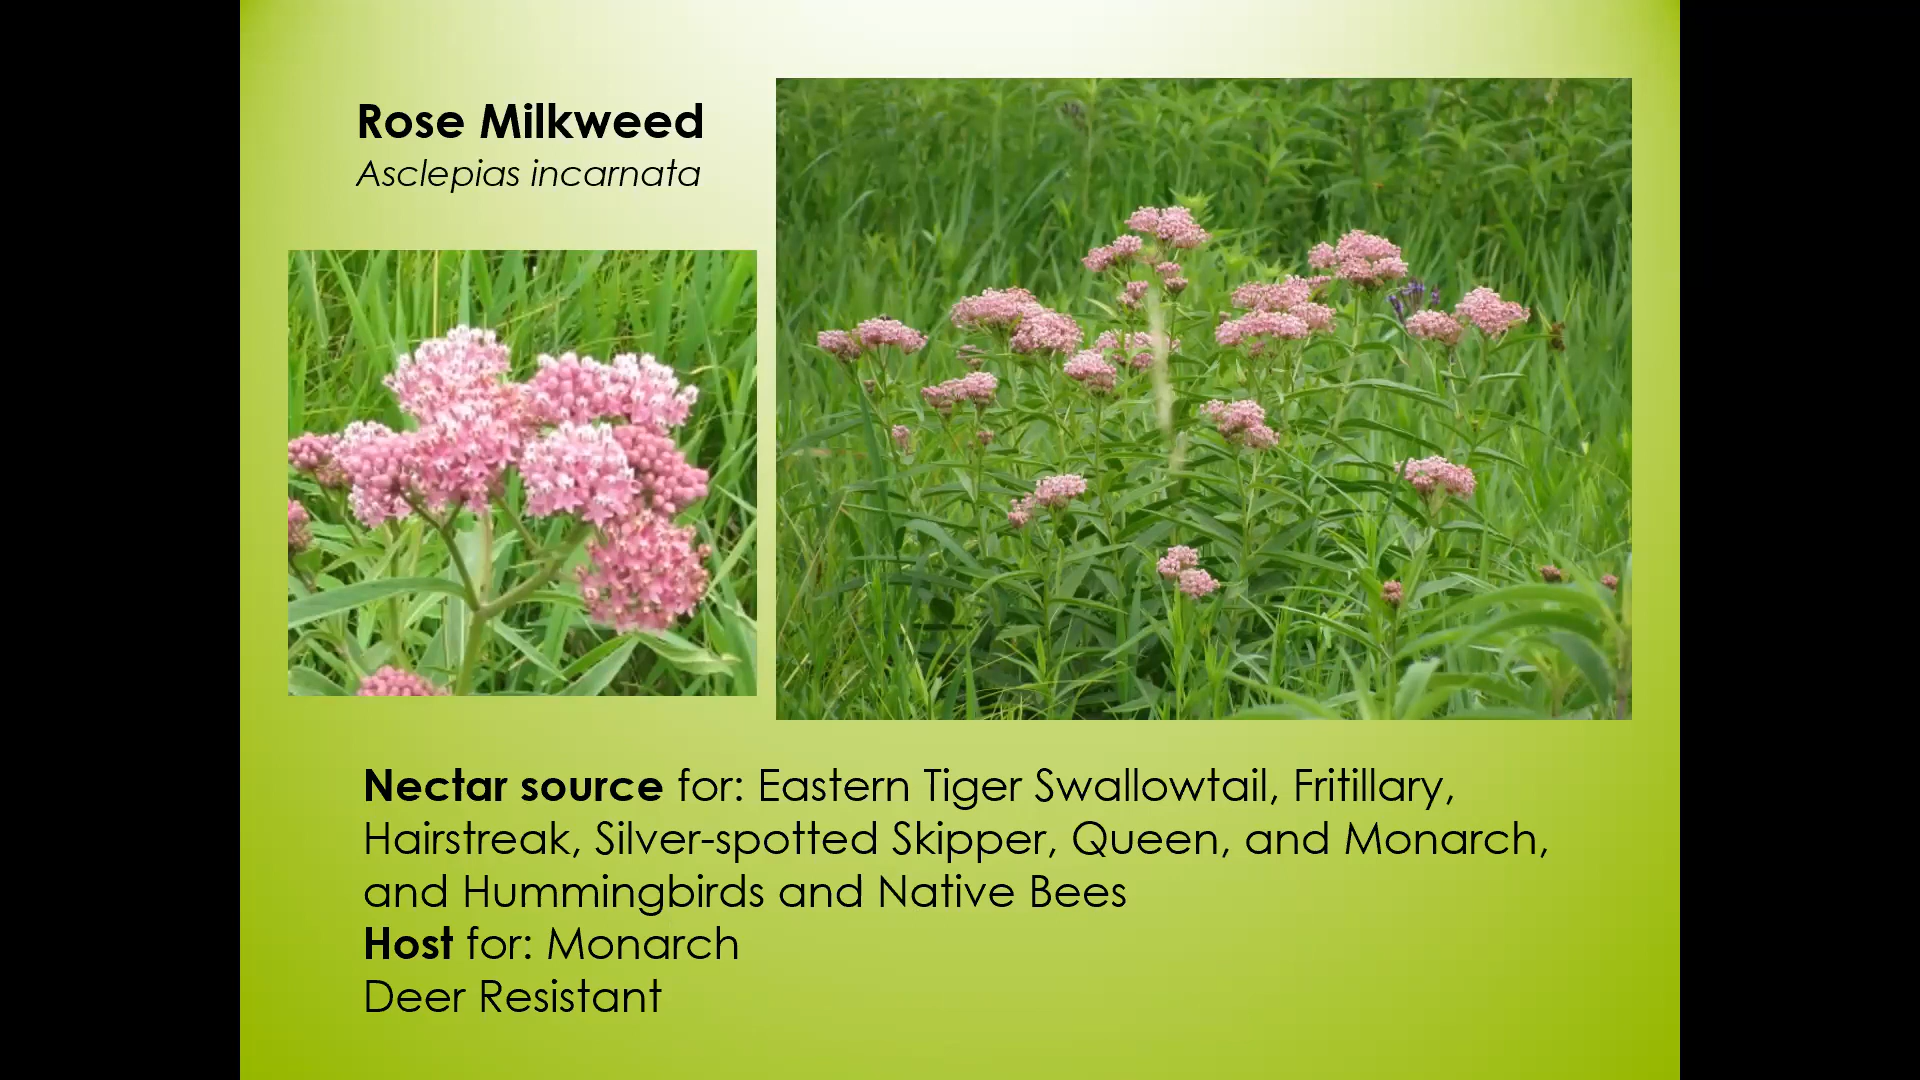 Rose Milkweed
Asclepias incarnata
Nectar source for: Eastern Tiger Swallowtail, Fritillary,
Hairstreak, Silver-spotted Skipper, Queen, and Monarch,
and Hummingbirds and Native Bees
Host for: Monarch
Deer Resistant